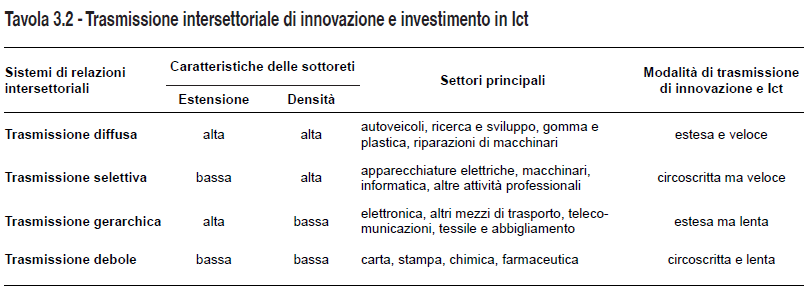 Tavola 3.2 - Trasmissione intersettoriale di innovazione e investimento in Ict
Sistemi di relazioni intersettoriali
Caratteristiche delle sottoreti
Estensione
Densità
Settori principali
Modalità di trasmissione
di innovazione e Ict
Trasmissione diffusa
alta
alta
autoveicoli, ricerca e sviluppo, gomma e
plastica, riparazioni di macchinari
estesa e veloce
Trasmissione selettiva
bassa
alta
apparecchiature elettriche, macchinari,
informatica, altre attività professionali
circoscritta ma veloce
Trasmissione gerarchica
alta
bassa
elettronica, altri mezzi di trasporto, teleco-
municazioni, tessile e abbigliamento
estesa ma lenta
Trasmissione debole
bassa
bassa
carta, stampa, chimica, farmaceutica
circoscritta e lenta